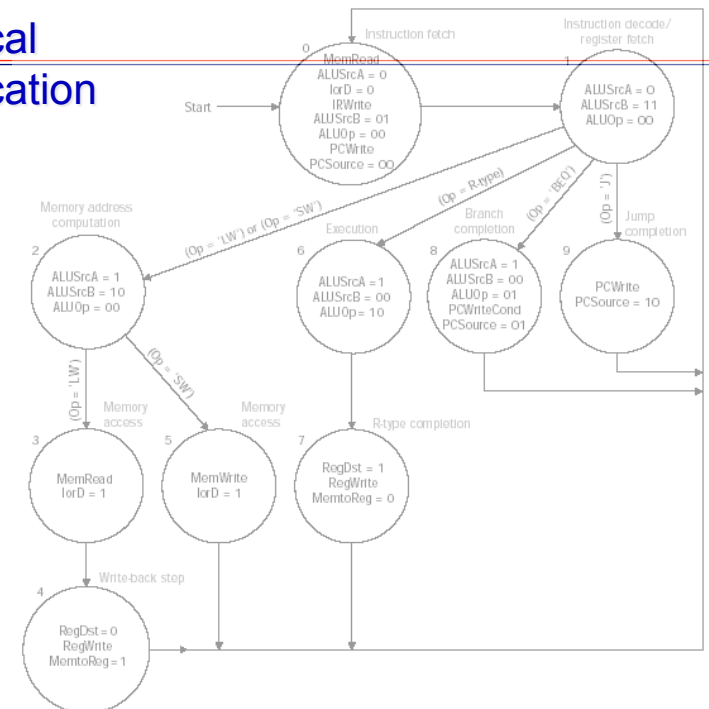 cal
cation
Instruction fetch
0
MemRead
ALUSrcA = 0
IorD = 0
IRWrite
ALUSrcB = 01
ALUOp = 00
PCWrite
PCSource = 00
Start
Instruction decode/
register fetch
1
ALUSrcA = 0
ALUSrcB = 11
ALUOp = 00
(Op = 'LW') or (Op = 'SW')
(Op = R-type)
(Op = 'BEQ')
(Op = 'J')
Memory address
computation
2
ALUSrcA = 1
ALUSrcB = 10
ALUOp = 00
Execution
6
ALUSrcA = 1
ALUSrcB = 00
ALUOp = 10
Branch
completion
8
ALUSrcA = 1
ALUSrcB = 00
ALUOp = 01
PCWriteCond
PCSource = 01
Jump
completion
9
PCWrite
PCSource = 10
(Op = 'LW')
(Op = 'SW')
Memory
access
3
MemRead
IorD = 1
Memory
access
5
MemWrite
IorD = 1
R-type completion
7
RegDst = 1
RegWrite
MemtoReg = 0
Write-back step
4
RegDst = 0
RegWrite
MemtoReg = 1